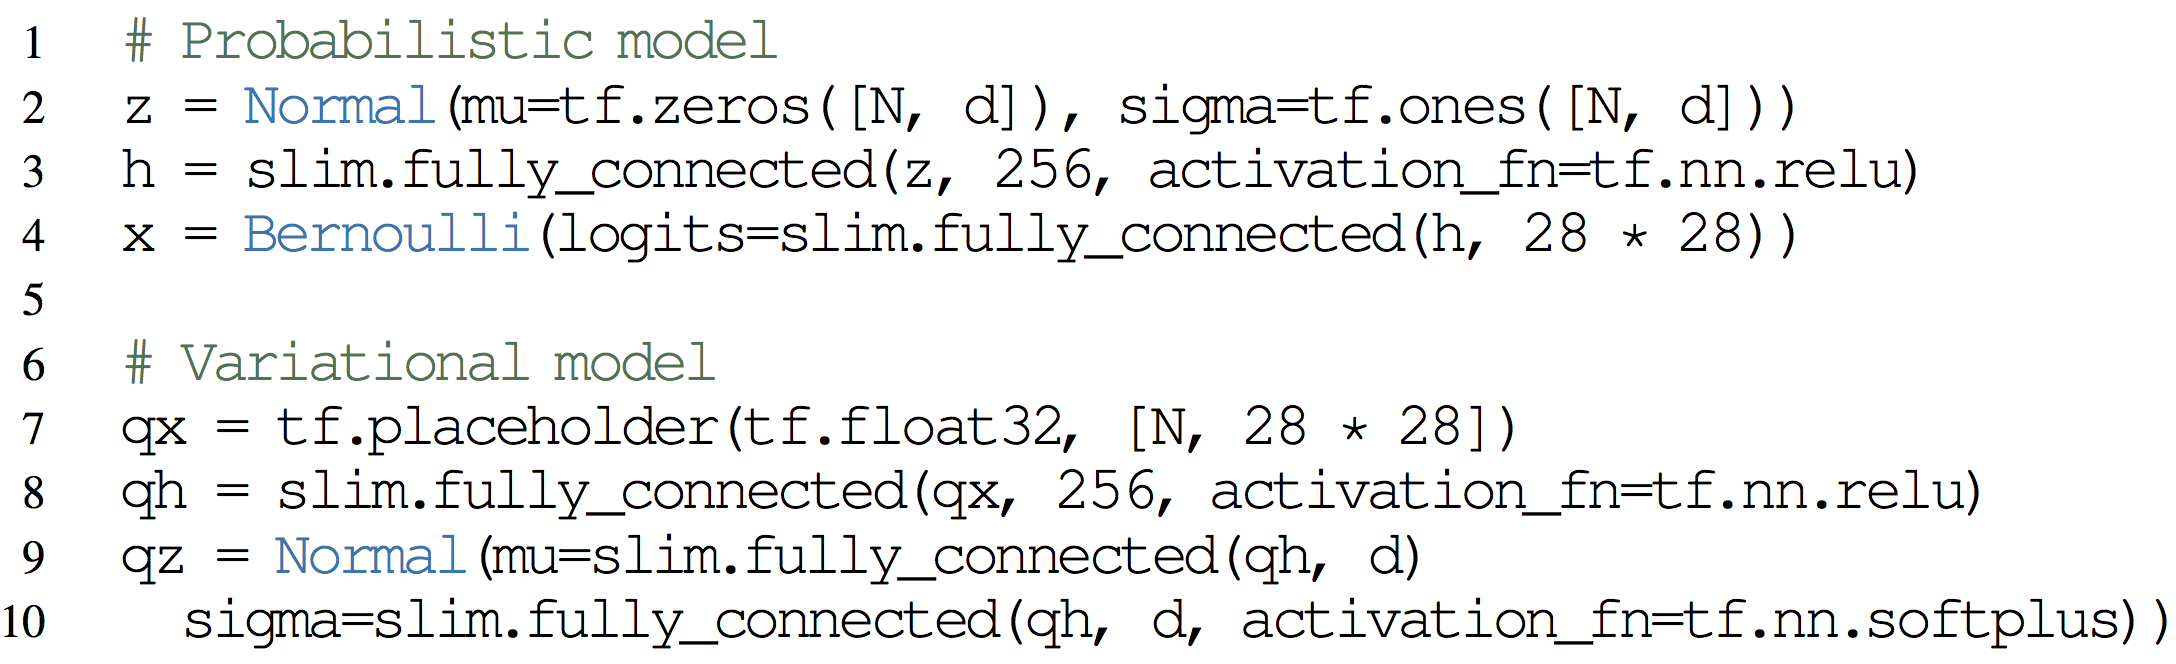 1 # Probabilistic model
2 z = Normal(mu=tf.zeros([N, d]), sigma=tf.ones([N, d]))
3 h = slim.fully_connected(z, 256, activation_fn=tf.nn.relu)
4 x = Bernoulli(logits=slim.fully_connected(h, 28 * 28))
5
6 # Variational model
7 qx = tf.placeholder(tf.float32, [N, 28 * 28])
8 qh = slim.fully_connected(qx, 256, activation_fn=tf.nn.relu)
9 qz = Normal(mu=slim.fully_connected(qh, d)
10 sigma=slim.fully_connected(qh, d, activation_fn=tf.nn.softplus))